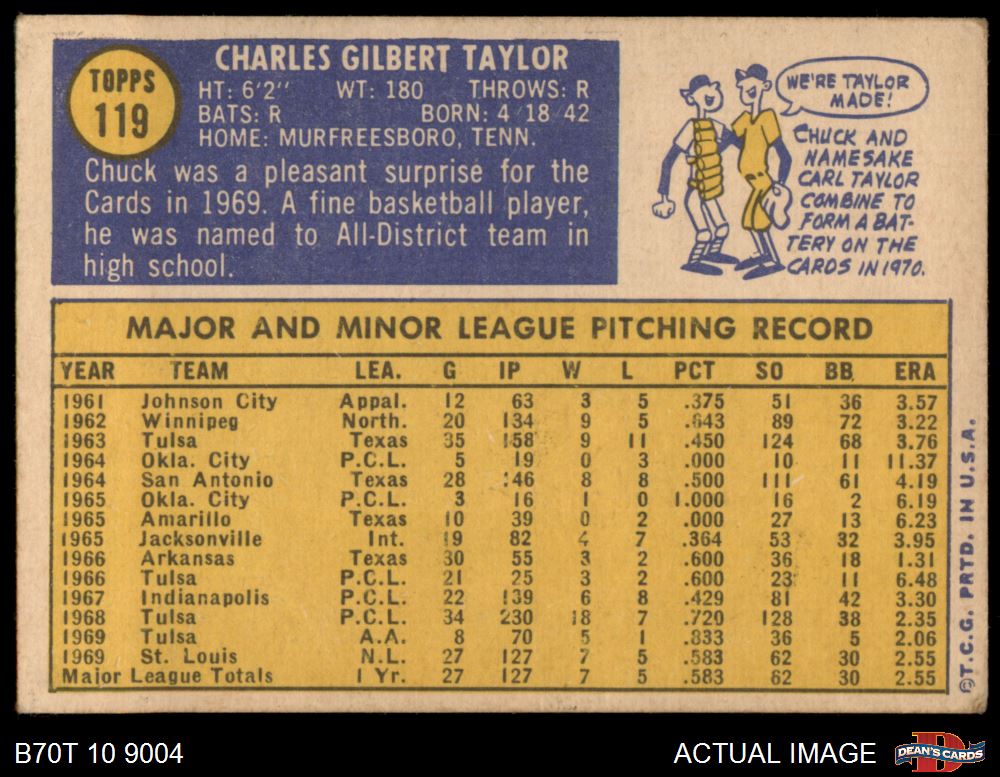 TOPPS
119
CHARLES GILBERT TAYLOR
HT: 6'2" WT: 180 THROWS: R
BATS: R BORN: 4 18 42
HOME: MURFREESBORO, TENN.
Chuck was a pleasant surprise for the
Cards in 1969. A fine basketball player,
he was named to All-District team in
high school.
WE'RE TAYLOR
MADE!
CHUCK AND
NAMESAKE
CARL TAYLOR
COMBINE TO
FORM A BAT-
TERY ON THE
CARDS IN 1970.
MAJOR AND MINOR LEAGUE PITCHING RECORD
YEAR TEAM LEA. G IP W L PCT SO BB ERA
1961 Johnson City Appal. 12 63 3 5 .375 51 36 3.57
1962 Winnipeg North. 20 134 9 5 .643 89 72 3.22
1963 Tulsa Texas 35 158 9 11 .450 124 68 3.76
1964 Okla. City P.C.L. 5 19 0 3 .000 10 11 11.37
1964 San Antonio Texas 28 146 8 8 .500 111 61 4.19
1965 Okla. City P.C.L. 3 16 1 0 1.000 16 2 6.19
1965 Amarillo Texas 10 39 0 2 .000 27 13 6.23
1965 Jacksonville Int. 19 82 4 7 .364 53 32 3.95
1966 Arkansas Texas 30 55 3 2 .600 36 18 1.31
1966 Tulsa P.C.L. 21 25 3 2 .600 23 11 6.48
1967 Indianapolis P.C.L. 22 139 6 8 .429 81 42 3.30
1968 Tulsa P.C.L. 34 230 18 7 .720 128 38 2.35
1969 Tulsa A.A. 8 70 5 1 .833 36 5 2.06
1969 St. Louis N.L. 27 127 7 5 .583 62 30 2.55
Major League Totals 1 Yr. 27 127 7 5 .583 62 30 2.55
©T.C.G. PRTD. IN U.S.A.
B70T 10 9004
ACTUAL IMAGE
D
DEAN'S CARDS